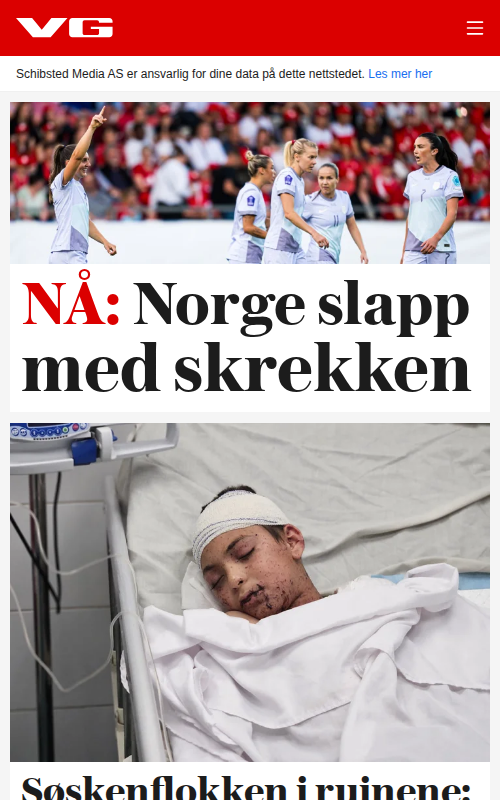 VG
Schibsted Media AS er ansvarlig for dine data på dette nettstedet. Les mer her
NÅ: Norge slapp
med skrekken
Søskenflokken i ruinene: